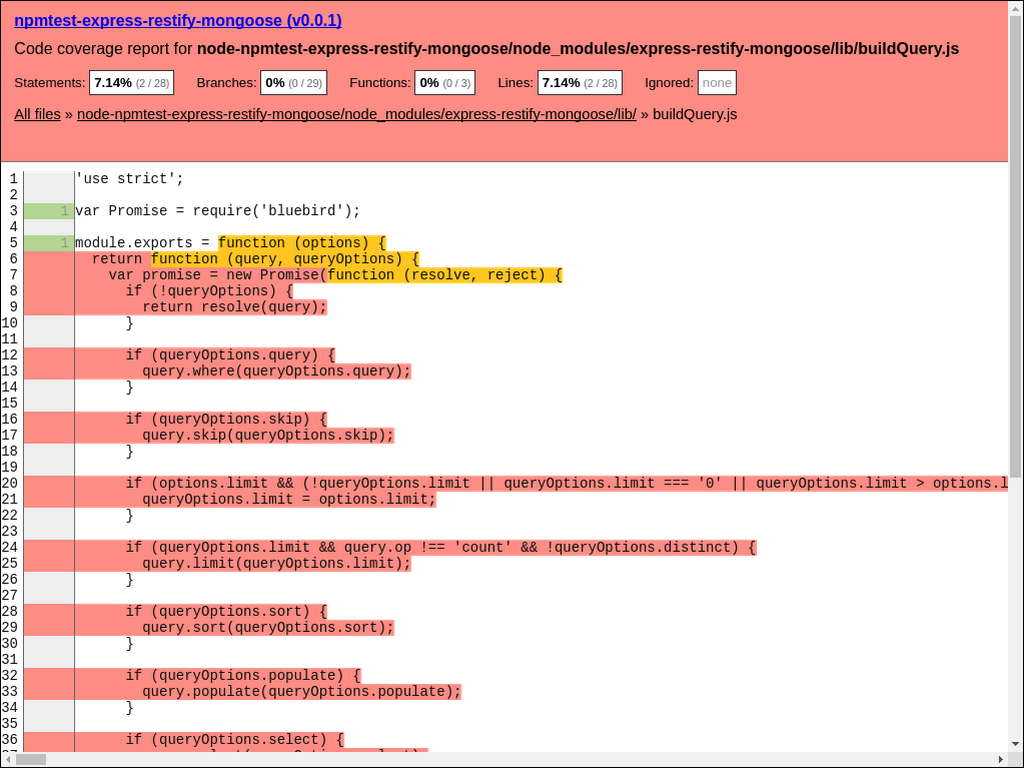 npmtest-express-restify-mongoose (v0.0.1)
Code coverage report for node-npmtest-express-restify-mongoose/node_modules/express-restify-mongoose/lib/buildQuery.js
Statements: 7.14% (2 / 28) Branches: 0% (0 / 29) Functions: 0% (0 / 3) Lines: 7.14% (2 / 28) Ignored: none
All files » node-npmtest-express-restify-mongoose/node_modules/express-restify-mongoose/lib/ » buildQuery.js
1 'use strict';
2
3 1 var Promise = require('bluebird');
4
5 1 module.exports = function (options) {
6 return function (query, queryOptions) {
7 var promise = new Promise(function (resolve, reject) {
8 if (!queryOptions) {
9 return resolve(query);
10 }
11
12 if (queryOptions.query) {
13 query.where(queryOptions.query);
14 }
15
16 if (queryOptions.skip) {
17 query.skip(queryOptions.skip);
18 }
19
20 if (options.limit && (!queryOptions.limit || queryOptions.limit === '0' || queryOptions.limit > options.l
21 queryOptions.limit = options.limit;
22 }
23
24 if (queryOptions.limit && query.op !== 'count' && !queryOptions.distinct) {
25 query.limit(queryOptions.limit);
26 }
27
28 if (queryOptions.sort) {
29 query.sort(queryOptions.sort);
30 }
31
32 if (queryOptions.populate) {
33 query.populate(queryOptions.populate);
34 }
35
36 if (queryOptions.select) {